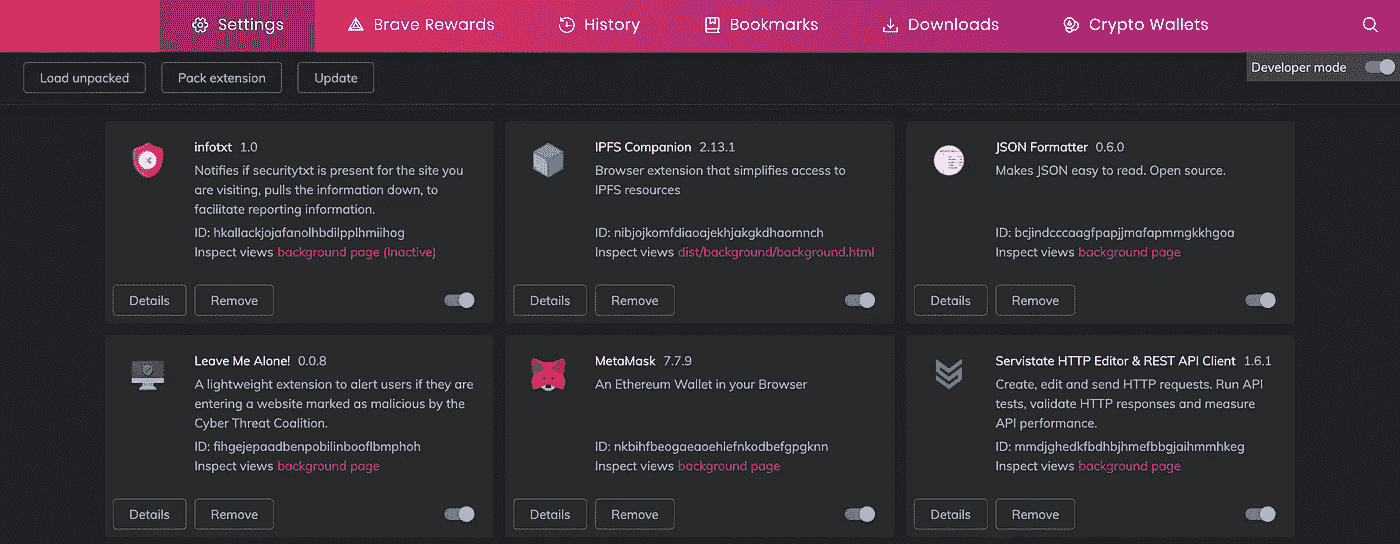 Settings
Brave Rewards
History
Bookmarks
Downloads
Crypto Wallets
Load unpacked
Pack extension
Update
Developer mode
infotxt 1.0
Notifies if securitytxt is present for the site you
are visiting, pulls the information down, to
facilitate reporting information.
ID: hkallackjojafanolhbdilpplhmiihog
Inspect views background page (Inactive)
Details
Remove
IPFS Companion 2.13.1
Browser extension that simplifies access to
IPFS resources
ID: nibjojkomfdiaoajekhjakgkdhaomnch
Inspect views dist/background/background.html
Details
Remove
JSON Formatter 0.6.0
Makes JSON easy to read. Open source.
ID: bcjindcccaagfpapjjmafapmmgkkhgoa
Inspect views background page
Details
Remove
Leave Me Alone! 0.0.8
A lightweight extension to alert users if they are
entering a website marked as malicious by the
Cyber Threat Coalition.
ID: fihgejepaadbenpobilinbooflbmphoh
Inspect views background page
Details
Remove
MetaMask 7.7.9
An Ethereum Wallet in your Browser
ID: nkbihfbeogaeaoehlefnkodbefgpgknn
Inspect views background page
Details
Remove
Servistate HTTP Editor & REST API Client 1.6.1
Create, edit and send HTTP requests. Run API
tests, validate HTTP responses and measure
API performance.
ID: mmdjghedkfbdhbjhmefbbgjaihmmhkeg
Inspect views background page
Details
Remove